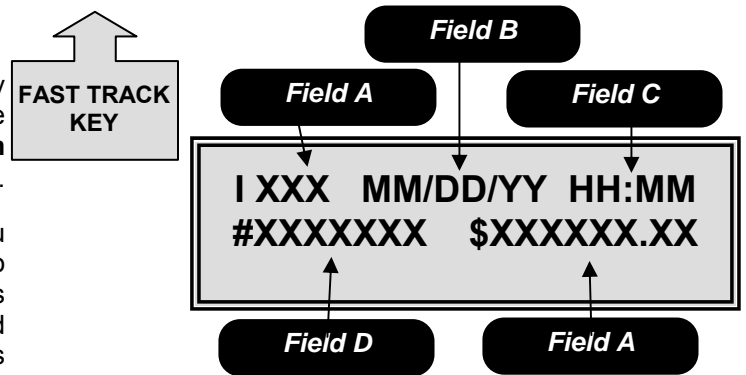 Field B
FAST TRACK
KEY
Field A
Field C
I XXX MM/DD/YY HH:MM
#XXXXXXX $XXXXXX.XX
Field D
Field A